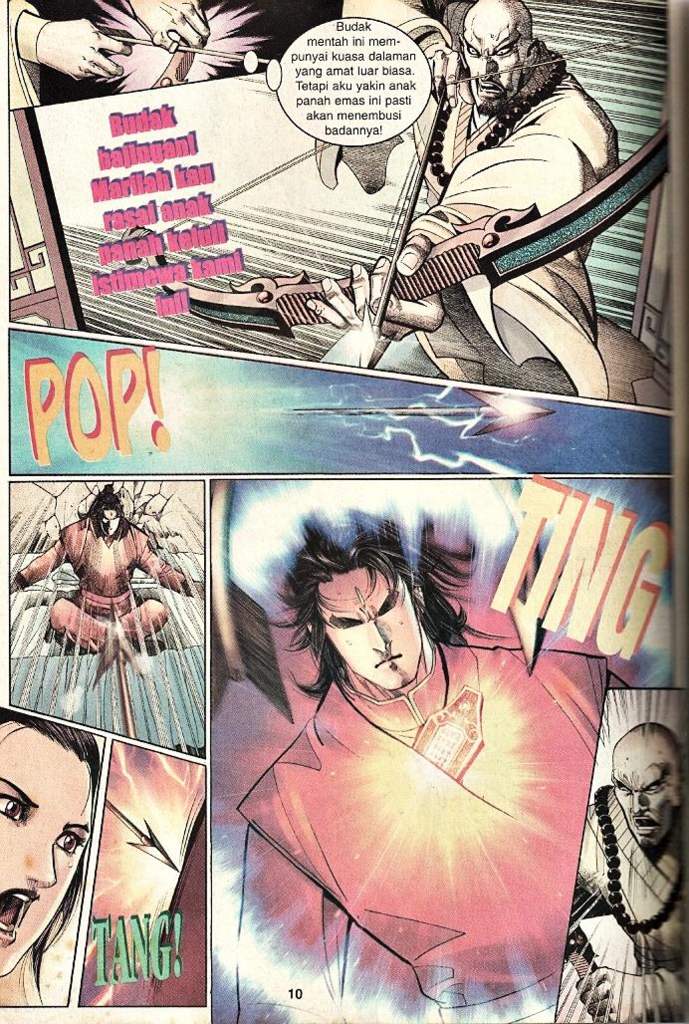 Budak
mentah ini mem-
punyai kuasa dalaman
yang amat luar biasa.
Tetapi aku yakin anak
panah emas ini pasti
akan menembusi
badannya!
Budak
bajingan!
Marilah kau
rasai anak
panah keluli
istimewa kami
ini!
POP!
TING
TANG!
10